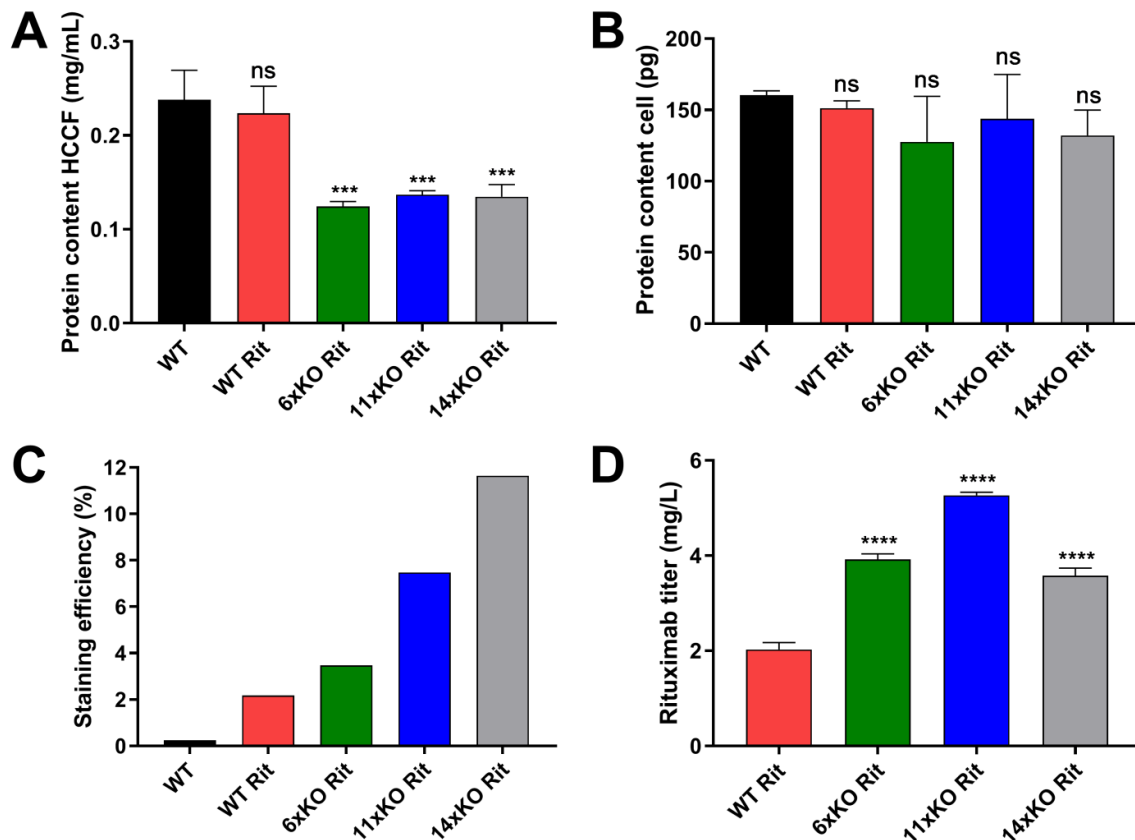 A
Protein content HCCF (mg/mL)
0.3
0.2
0.1
0.0
ns
***
***
***
WT
WT Rit
6xKO Rit
11xKO Rit
14xKO Rit
B
Protein content cell (pg)
200
150
100
50
0
ns
ns
ns
ns
WT
WT Rit
6xKO Rit
11xKO Rit
14xKO Rit
C
Staining efficiency (%)
12
10
8
6
4
2
0
WT
WT Rit
6xKO Rit
11xKO Rit
14xKO Rit
D
Rituximab titer (mg/L)
6
4
2
0
****
****
****
WT Rit
6xKO Rit
11xKO Rit
14xKO Rit